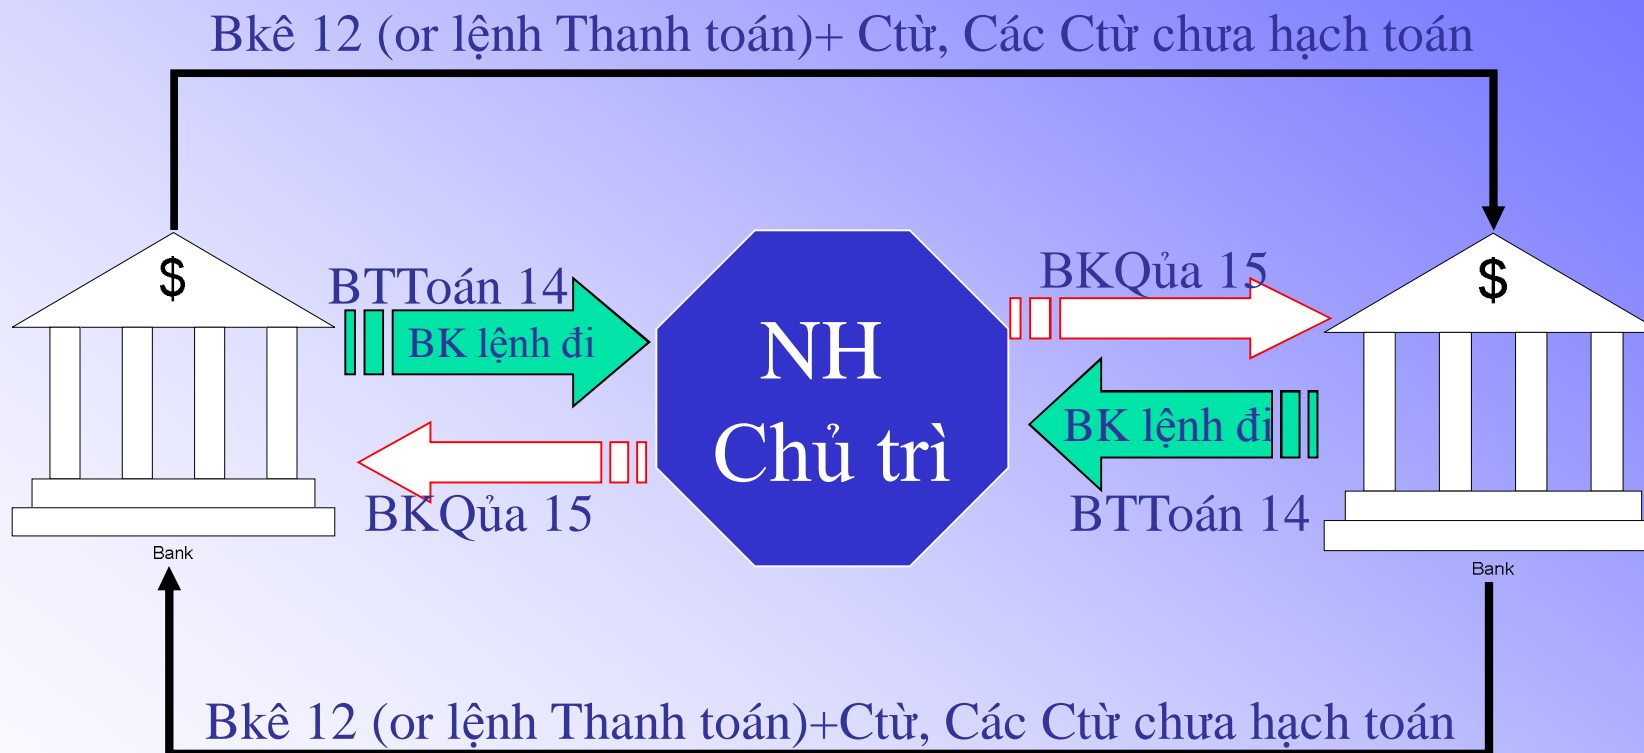 Bkê 12 (or lệnh Thanh toán)+ Ctừ, Các Ctừ chưa hạch toán
$
$
BTToán 14
BK lệnh đi
NH
Chủ trì
BKQủa 15
BK lệnh đi
BKQủa 15
BTToán 14
Bank
Bank
Bkê 12 (or lệnh Thanh toán)+Ctừ, Các Ctừ chưa hạch toán